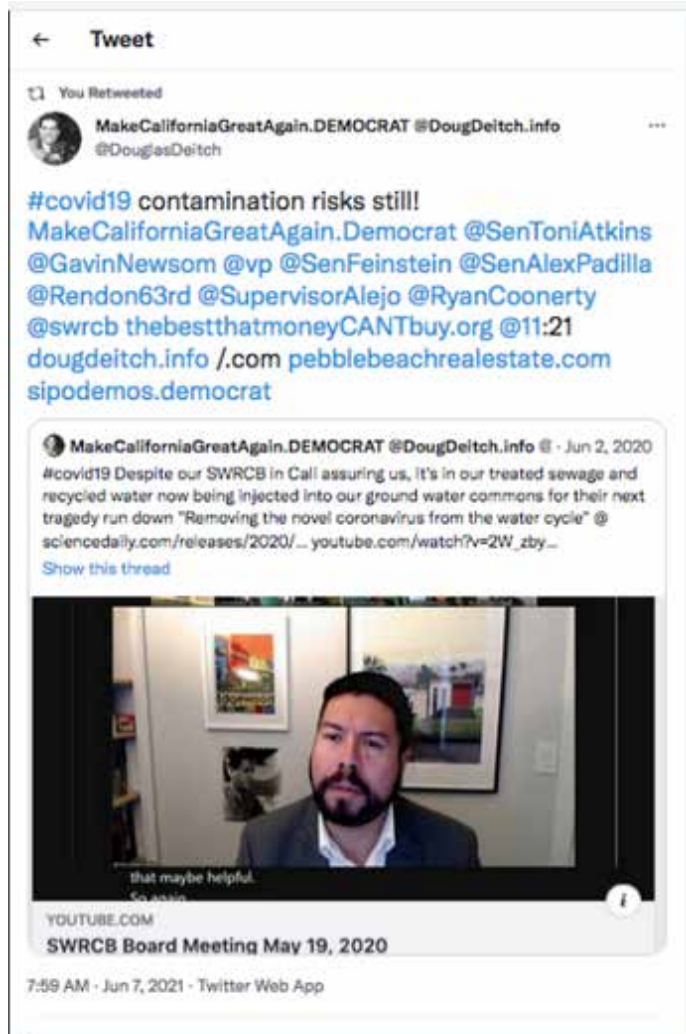 ← Tweet
You Retweeted
MakeCaliforniaGreatAgain.DEMOCRAT @DougDeitch.info
@DouglasDeitch
#covid19 contamination risks still!
MakeCaliforniaGreatAgain.Democrat @SenToniAtkins
@GavinNewsom @vp @SenFeinstein @SenAlexPadilla
@Rendon63rd @SupervisorAlejo @RyanCoonerty
@swrcb thebestthatmoneyCANTbuy.org @11:21
dougdeitch.info /.com pebblebeachrealestate.com
sipodemos.democrat
MakeCaliforniaGreatAgain.DEMOCRAT @DougDeitch.info @ · Jun 2, 2020
#covid19 Despite our SWRCB in Cali assuring us, it's in our treated sewage and
recycled water now being injected into our ground water commons for their next
tragedy run down "Removing the novel coronavirus from the water cycle" @
sciencedaily.com/releases/2020/... youtube.com/watch?v=2W_zby...
Show this thread
that maybe helpful.
So again
YOUTUBE.COM
SWRCB Board Meeting May 19, 2020
7:59 AM · Jun 7, 2021 · Twitter Web App